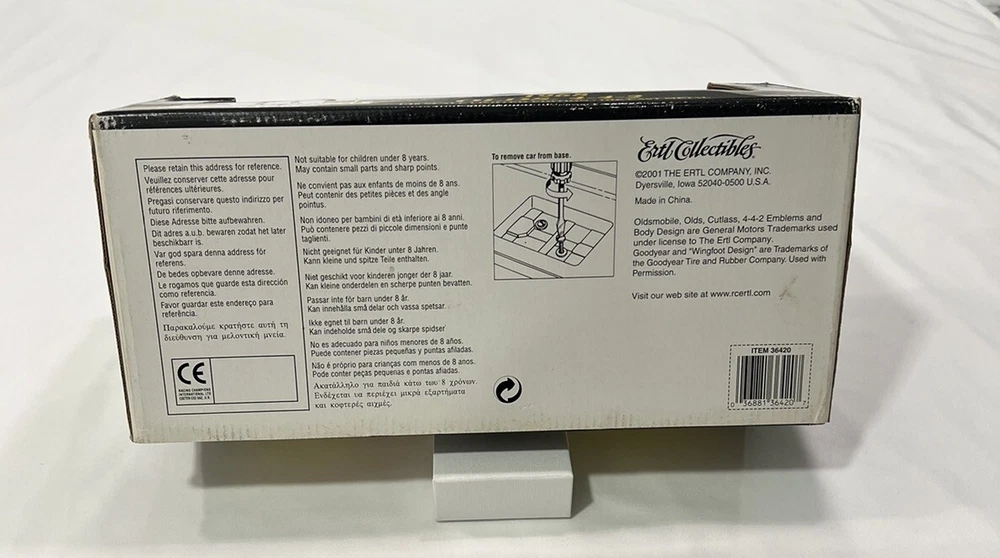 Please retain this address for reference.
Veuillez conserver cette adresse pour
références ultérieures.
Pregasi conservare questo indirizzo per
futuro riferimento.
Diese Adresse bitte aufbewahren.
Dit adres a.u.b. bewaren zodat het later
beschikbar is.
Var god spara denna address för
referens.
De bedes opbevare denne adresse.
Le rogamos que guarde esta dirección
como referencia.
Favor guardar este endereço para
referência.
Παρακαλούμε κρατήστε αυτή τη
διεύθυνση για μελοντική μνεία.
CE
RACING CHAMPIONS
INTERNATIONAL LTD
Not suitable for children under 8 years.
May contain small parts and sharp points.
Ne convient pas aux enfants de moins de 8 ans.
Peut contenir des petites pièces et des angle
pointus.
Non idoneo per bambini di età inferiore ai 8 anni.
Può contenere pezzi di piccole dimensioni e punte
taglienti.
Nicht geeignet für Kinder unter 8 Jahren.
Kann kleine und spitze Teile enthalten.
Niet geschikt voor kinderen jonger der 8 jaar.
Kan kleine onderdelen en scherpe punten bevatten.
Passar inte för barn under 8 år.
Kan innehålla små delar och vassa spetsar.
Ikke egnet til børn under 8 år.
Kan indeholde små dele og skarpe spidser
No es adecuado para niños menores de 8 años.
Puede contener piezas pequeñas y puntas afiladas.
Não é próprio para crianças com menos de 8 anos.
Pode conter peças pequenas e pontas afiadas.
Ακατάλληλο για παιδιά κάτω των 8 χρόνων.
Ενδέχεται να περιέχει μικρά εξαρτήματα
και κοφτερές αιχμές.
To remove car from base.
Ertl Collectibles
©2001 THE ERTL COMPANY, INC.
Dyersville, Iowa 52040-0500 U.S.A.
Made in China.
Oldsmobile, Olds, Cutlass, 4-4-2 Emblems and
Body Design are General Motors Trademarks used
under license to The Ertl Company.
Goodyear and "Wingfoot Design" are Trademarks of
the Goodyear Tire and Rubber Company. Used with
Permission.
Visit our web site at www.rcertl.com
ITEM 36420
0 36881 36420 7